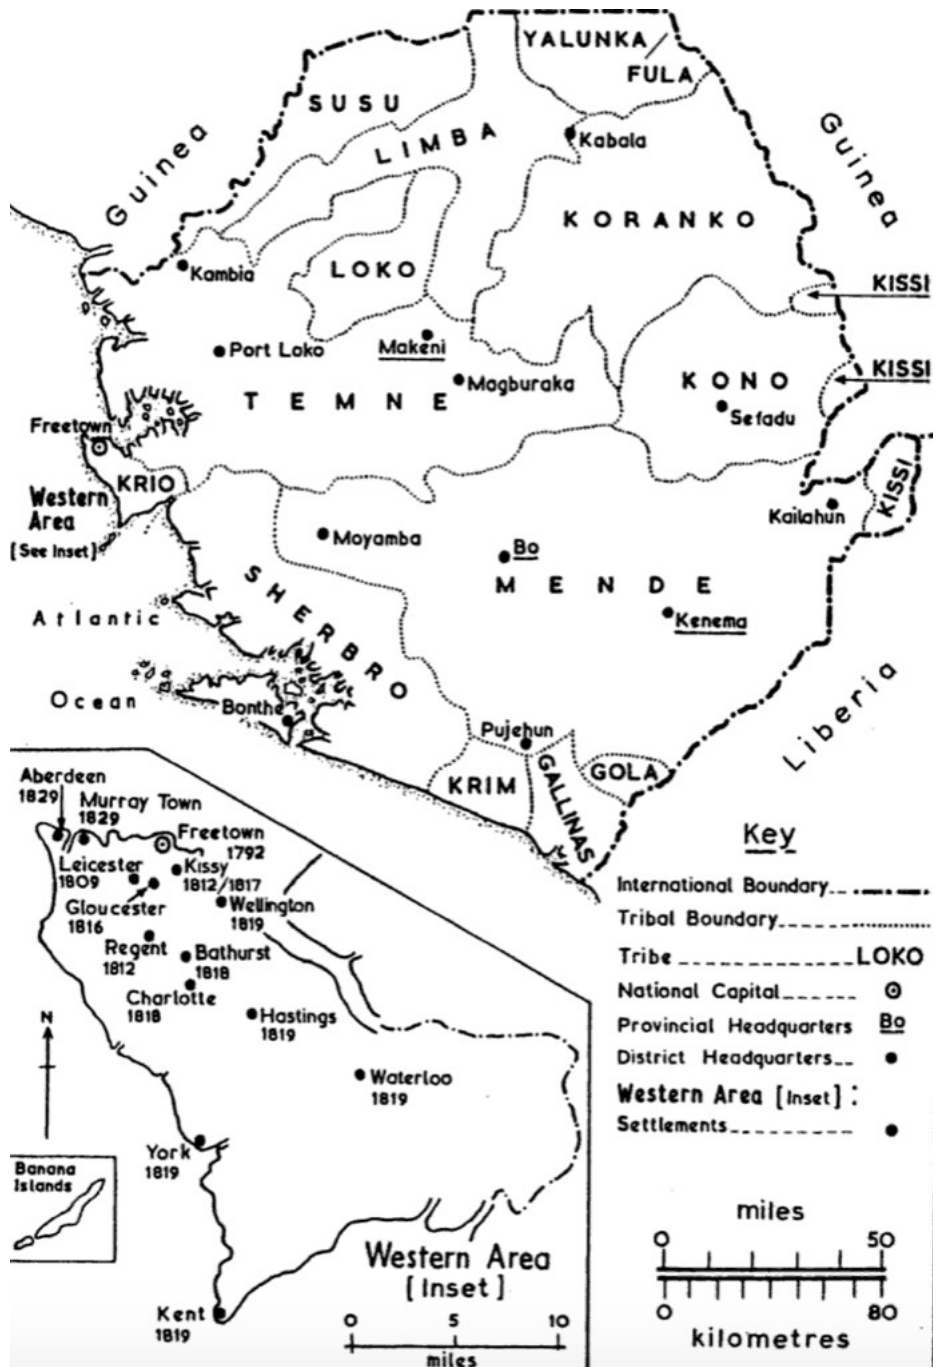 YALUNKA
FULA
SUSU
LIMBA
Guinea
Guinea
Kabala
KORANKO
LOKO
Kambia
KISSI
Port Loko
Makeni
Magburaka
KISSI
KONO
Sefadu
TEMNE
Freetown
KRIO
Western
Area
[See Inset]
KISSI
Kailahun
Moyamba
Bo
MENDE
SHERBRO
Kenema
Atlantic
Ocean
Bonthe
Liberia
Pujehun
KRIM
GALLINAS
GOLA
Aberdeen
1829
Murray Town
1829
Freetown
1792
Leicester
1809
Kissy
1812/1817
Gloucester
1816
Wellington
1819
Regent
1812
Bathurst
1818
Charlotte
1818
Hastings
1819
N
Waterloo
1819
York
1819
Banana
Islands
Kent
1819
Western Area
[Inset]
0 5 10
miles
Key
International Boundary
Tribal Boundary
Tribe LOKO
National Capital
Provincial Headquarters Bo
District Headquarters
Western Area [Inset] :
Settlements
miles
0 50
0 80
kilometres